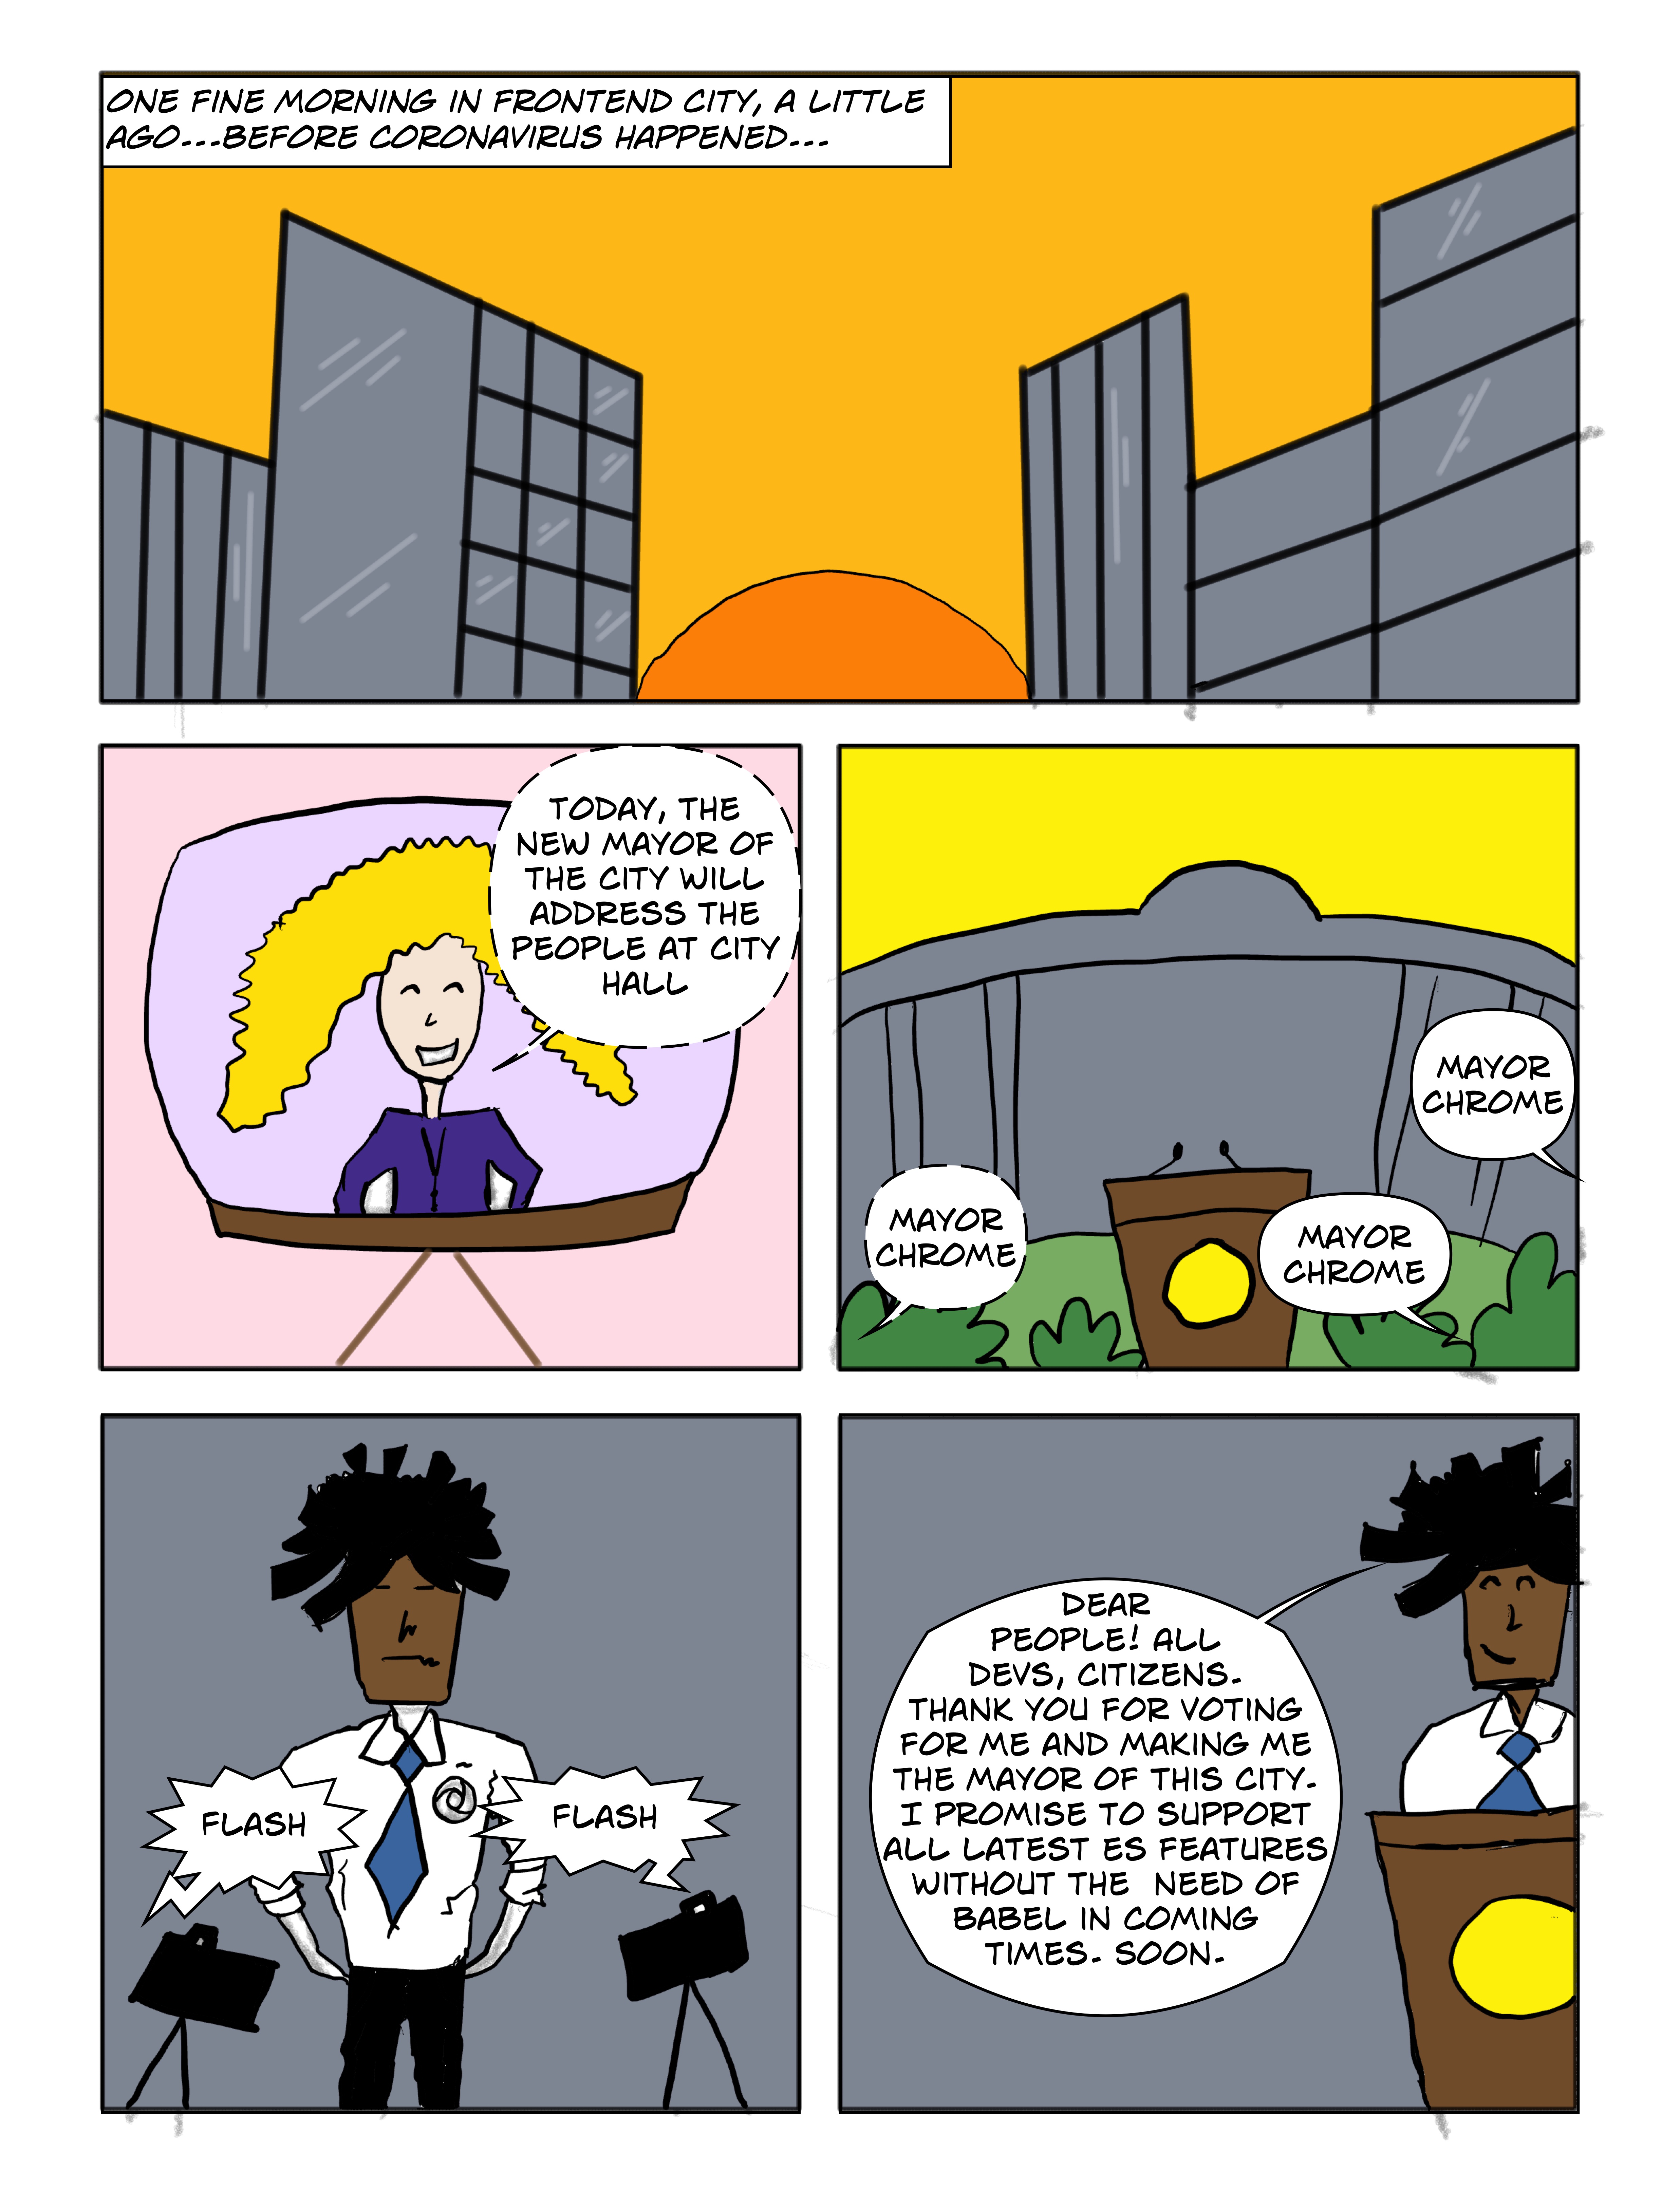 ONE FINE MORNING IN FRONTEND CITY, A LITTLE
AGO...BEFORE CORONAVIRUS HAPPENED...
TODAY, THE
NEW MAYOR OF
THE CITY WILL
ADDRESS THE
PEOPLE AT CITY
HALL
MAYOR
CHROME
MAYOR
CHROME
MAYOR
CHROME
FLASH
FLASH
DEAR
PEOPLE! ALL
DEVS, CITIZENS.
THANK YOU FOR VOTING
FOR ME AND MAKING ME
THE MAYOR OF THIS CITY.
I PROMISE TO SUPPORT
ALL LATEST ES FEATURES
WITHOUT THE NEED OF
BABEL IN COMING
TIMES. SOON.